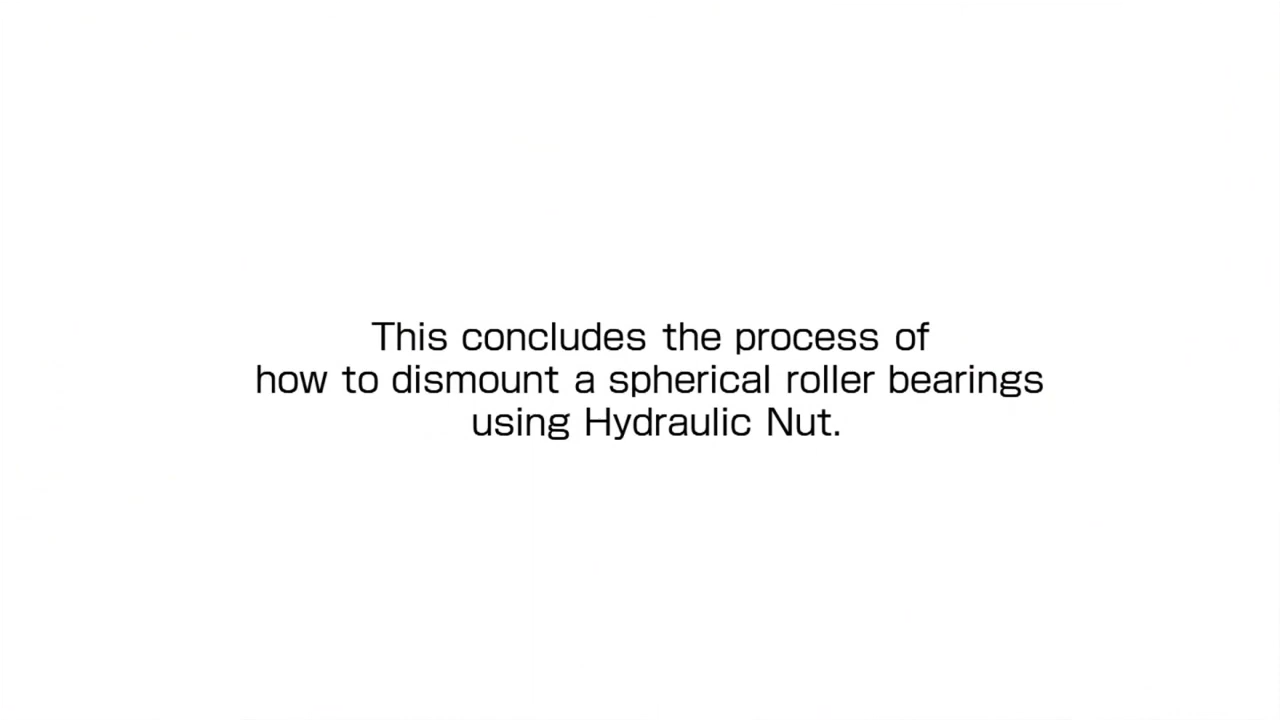 This concludes the process of
how to dismount a spherical roller bearings
using Hydraulic Nut.